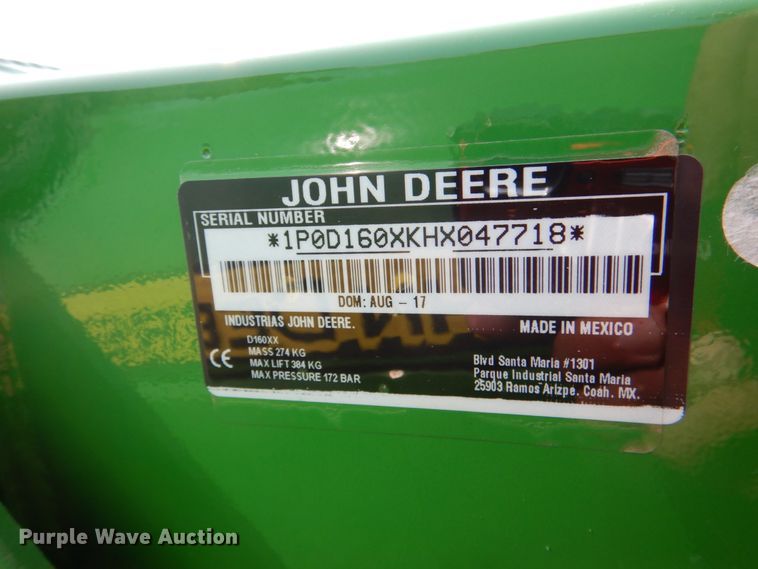 JOHN DEERE
SERIAL NUMBER
*1P0D160XKHX047718*
DOM: AUG - 17
INDUSTRIAS JOHN DEERE.
MADE IN MEXICO
D160XX
MASS 274 KG
MAX LIFT 384 KG
MAX PRESSURE 172 BAR
CE
Blvd Santa Maria #1301
Parque Industrial Santa Maria
25903 Ramos Arizpe. Coah. MX.
Purple Wave Auction®